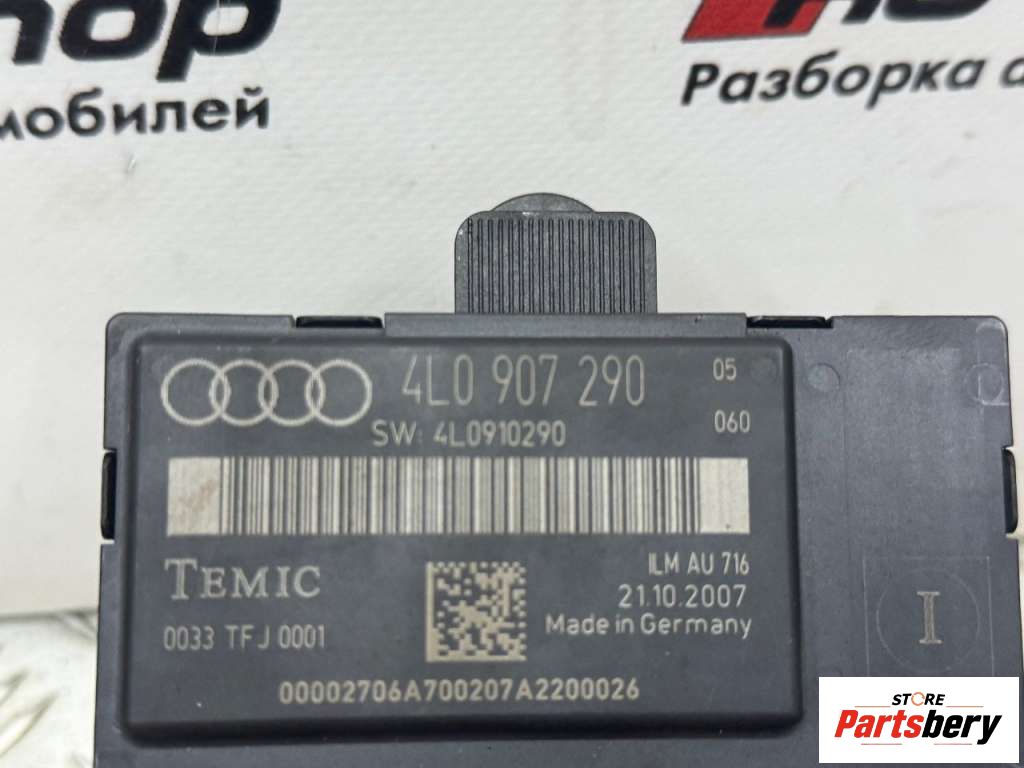 мобилей
Разборка а
4L0 907 290
05
SW: 4L0910290
060
TEMIC
ILM AU 716
21.10.2007
0033 TFJ 0001
Made in Germany
00002706A700207A2200026
I
STORE
Partsbery